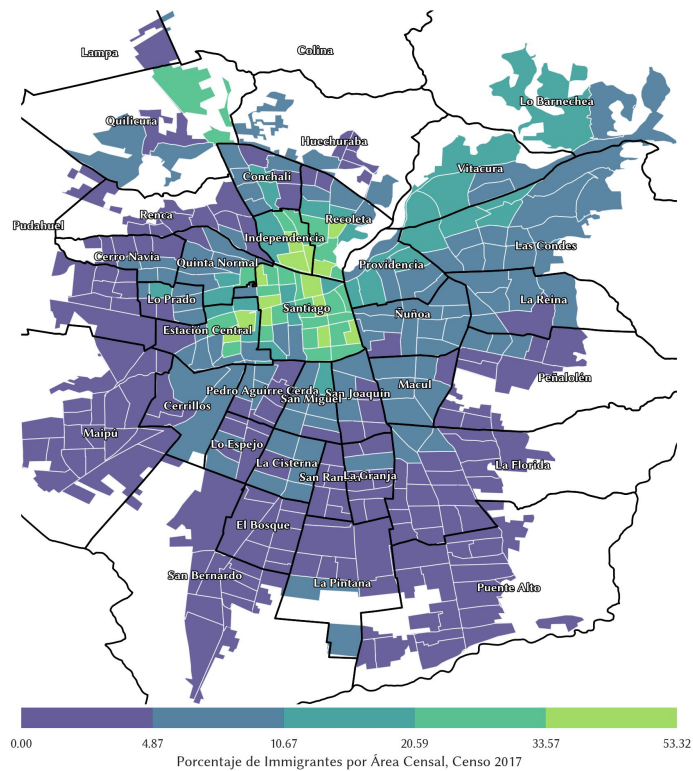 Colina
Lampa
Lo Barnechea
Quilicura
Huechuraba
Vitacura
Conchalí
Renca
Recoleta
Pudahuel
Independencia
Las Condes
Cerro Navia
Quinta Normal
Providencia
Lo Prado
La Reina
Santiago
Ñuñoa
Estación Central
Peñalolén
Macul
Pedro Aguirre Cerda
San Joaquín
San Miguel
Cerrillos
Maipú
Lo Espejo
La Cisterna
La Florida
San Ramón
La Granja
El Bosque
San Bernardo
La Pintana
Puente Alto
0.00 4.87 10.67 20.59 33.57 53.32
Porcentaje de Immigrantes por Área Censal, Censo 2017